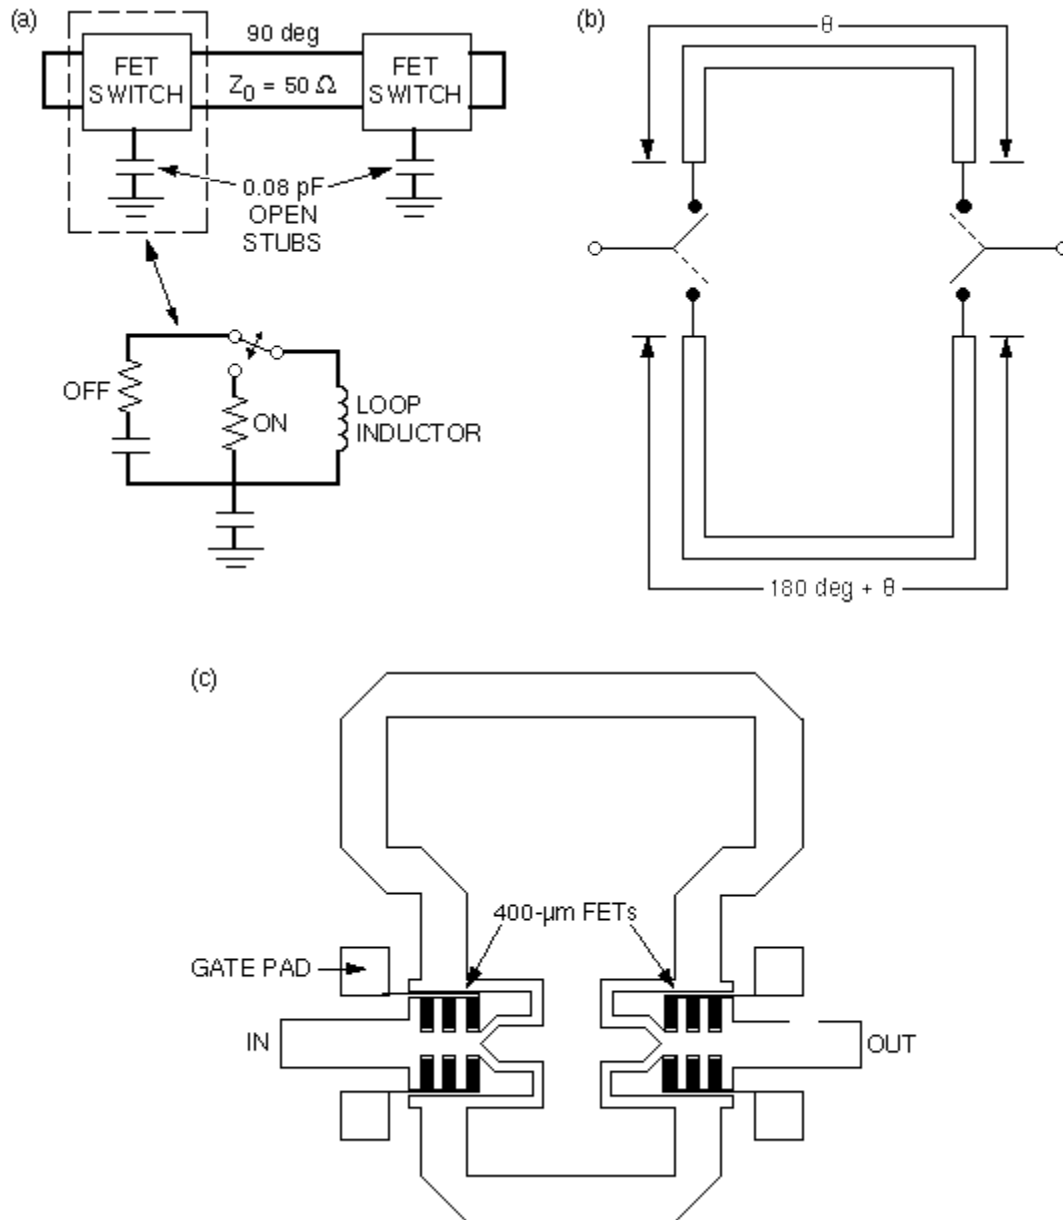 (a)
90 deg
FET
SWITCH
Z0 = 50 Ω
FET
SWITCH
0.08 pF
OPEN
STUBS
OFF
ON
LOOP
INDUCTOR
(b)
θ
180 deg + θ
(c)
400-µm FETs
GATE PAD
IN
OUT